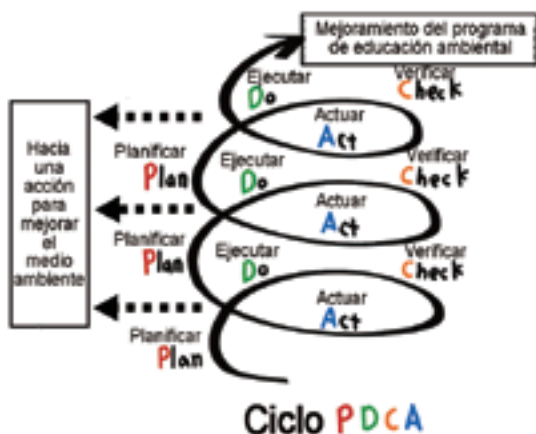 Mejoramiento del programa
de educación ambiental
Ejecutar
Do
Verificar
Check
Actuar
Act
Hacia
una
acción
para
mejorar
el
medio
ambiente
Planificar
Plan
Ejecutar
Do
Verificar
Check
Actuar
Act
Planificar
Plan
Ejecutar
Do
Verificar
Check
Actuar
Act
Planificar
Plan
Ciclo PDCA